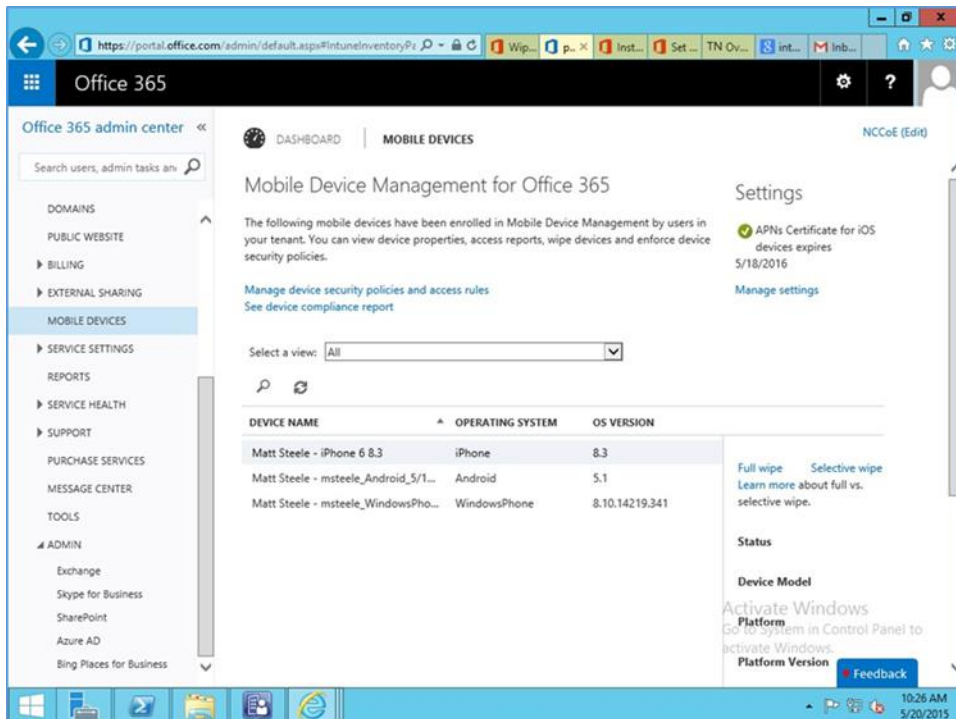 https://portal.office.com/admin/default.aspx#IntuneInventoryPa
Wip...
p...
Inst...
Set ...
TN Ov...
int...
Inb...
Office 365
?
Office 365 admin center «
Search users, admin tasks an
DOMAINS
PUBLIC WEBSITE
BILLING
EXTERNAL SHARING
MOBILE DEVICES
SERVICE SETTINGS
REPORTS
SERVICE HEALTH
SUPPORT
PURCHASE SERVICES
MESSAGE CENTER
TOOLS
ADMIN
Exchange
Skype for Business
SharePoint
Azure AD
Bing Places for Business
DASHBOARD | MOBILE DEVICES
NCCoE (Edit)
Mobile Device Management for Office 365
The following mobile devices have been enrolled in Mobile Device Management by users in
your tenant. You can view device properties, access reports, wipe devices and enforce device
security policies.
Manage device security policies and access rules
See device compliance report
Select a view: All
DEVICE NAME OPERATING SYSTEM OS VERSION
Matt Steele - iPhone 6 8.3 iPhone 8.3
Matt Steele - msteele_Android_5/1... Android 5.1
Matt Steele - msteele_WindowsPho... WindowsPhone 8.10.14219.341
Settings
APNs Certificate for iOS
devices expires
5/18/2016
Manage settings
Full wipe Selective wipe
Learn more about full vs.
selective wipe.
Status
Device Model
Platform
Platform Version
Activate Windows
Go to System in Control Panel to
activate Windows.
Feedback
10:26 AM
5/20/2015